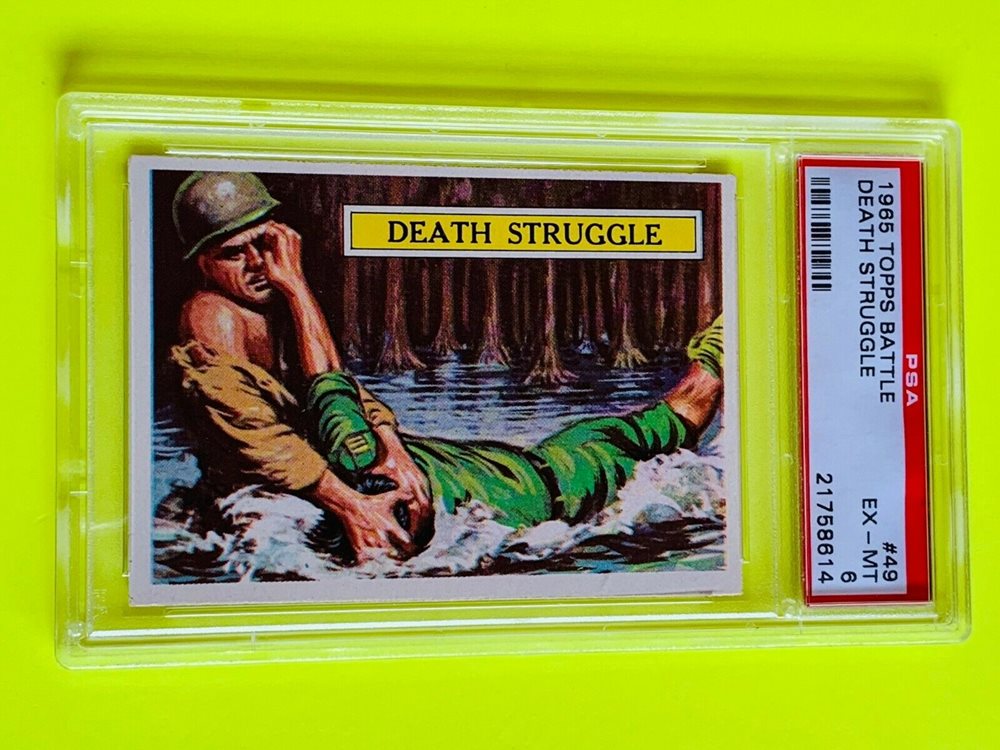 DEATH STRUGGLE
PSA
1965 TOPPS BATTLE
DEATH STRUGGLE
#49
EX - MT
6
21758614